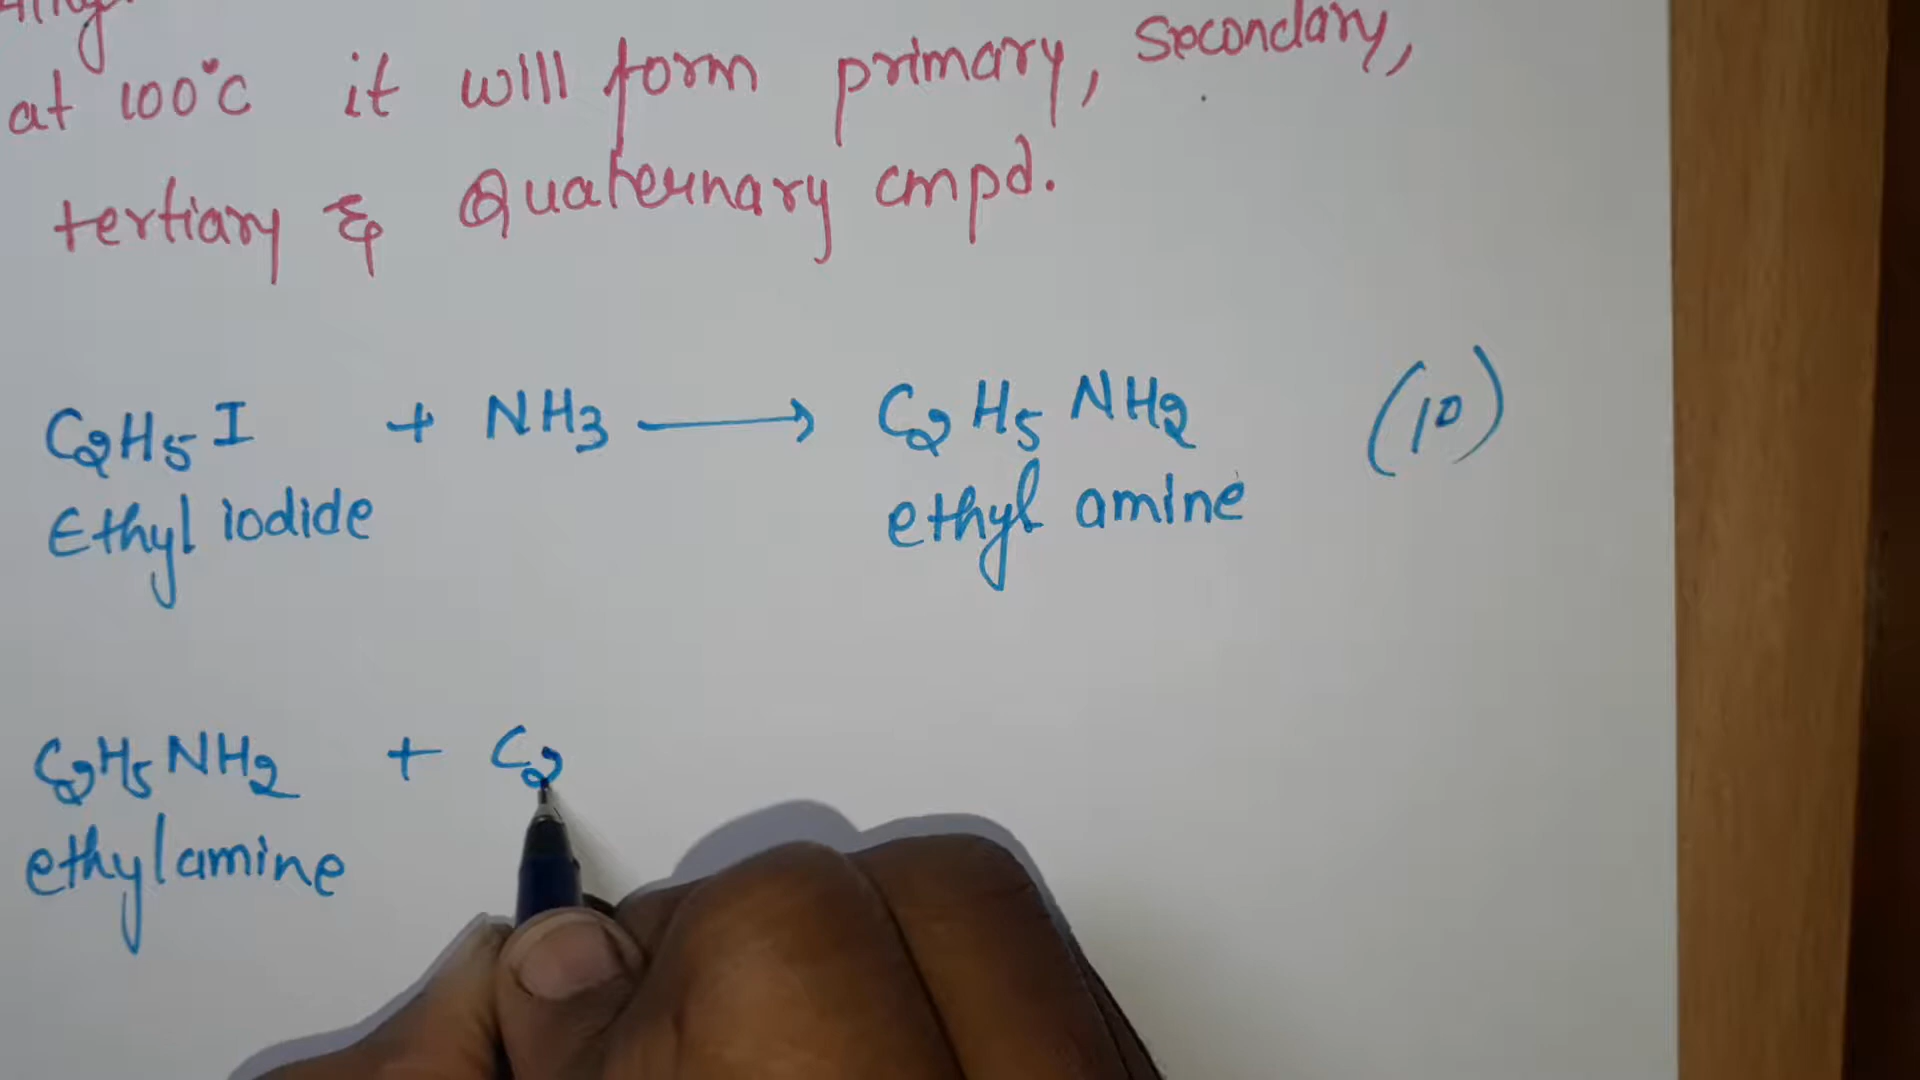 at 100°C it will form primary, secondary,
tertiary & Quaternary cmpd.
C2H5I + NH3 → C2H5NH2 (1°)
Ethyl iodide ethyl amine
C2H5NH2 + C2
ethylamine